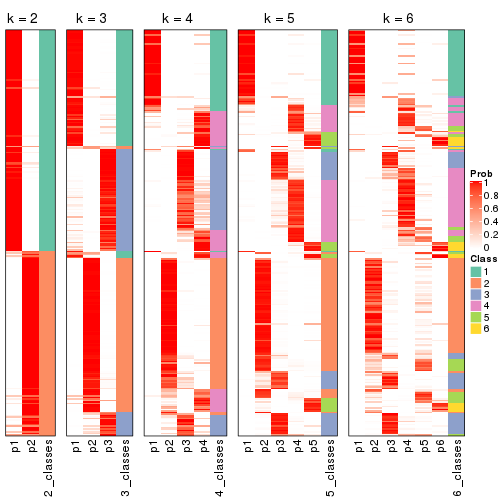 k = 2
k = 3
k = 4
k = 5
k = 6
p1
p2
2_classes
p1
p2
p3
3_classes
p1
p2
p3
p4
4_classes
p1
p2
p3
p4
p5
5_classes
p1
p2
p3
p4
p5
p6
6_classes
Prob
1
0.8
0.6
0.4
0.2
0
Class
1
2
3
4
5
6